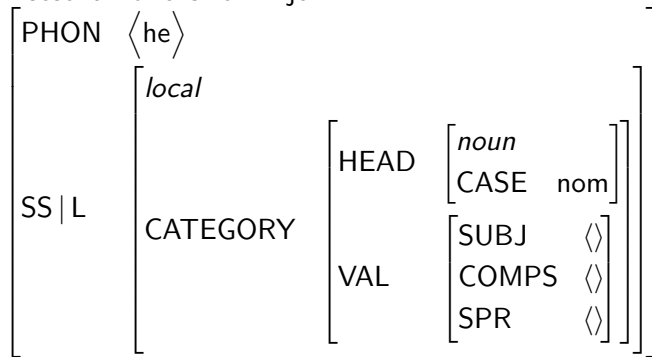 PHON ⟨he⟩
local
noun
HEAD
CASE nom
SS | L
CATEGORY
SUBJ ⟨⟩
VAL COMPS ⟨⟩
SPR ⟨⟩